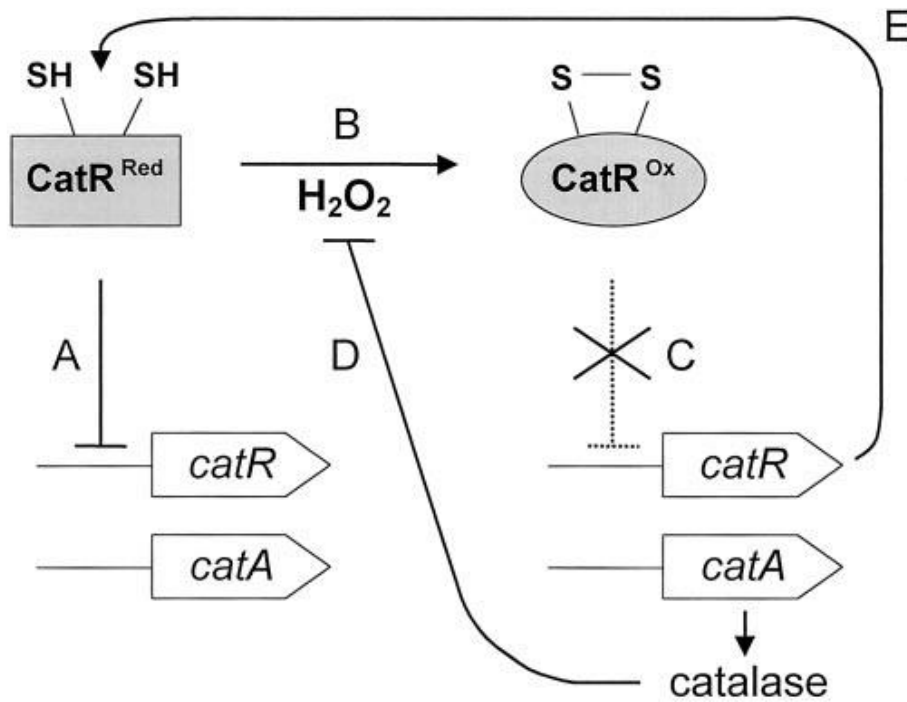 E
SH SH
S S
B
CatR Red
H₂O₂
CatR Ox
A
D
C
catR
catR
catA
catA
catalase